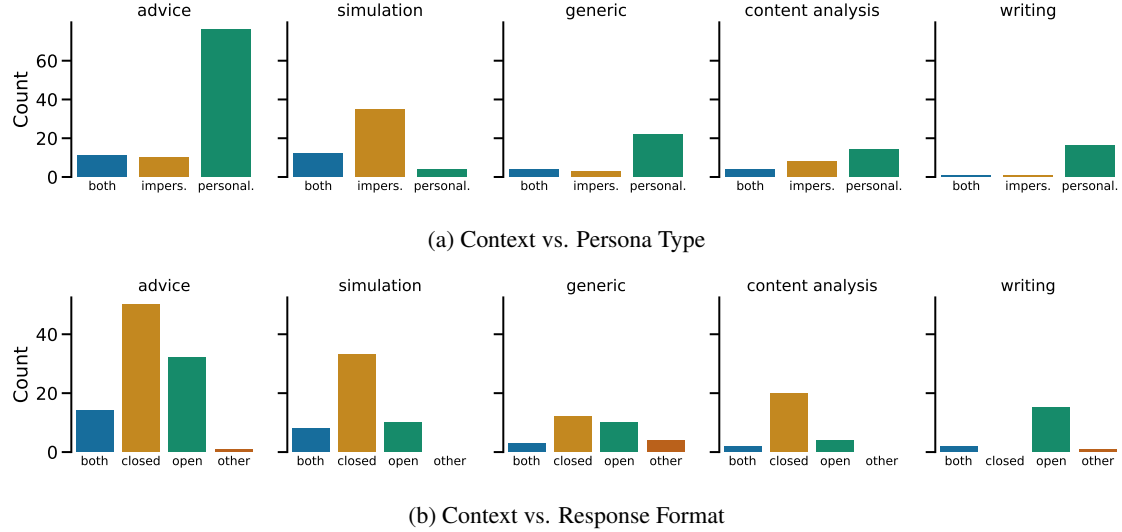 advice simulation generic content analysis writing
Count
60
40
20
0
both impers. personal. both impers. personal. both impers. personal. both impers. personal. both impers. personal.
(a) Context vs. Persona Type
advice simulation generic content analysis writing
Count
40
20
0
both closed open other both closed open other both closed open other both closed open other both closed open other
(b) Context vs. Response Format